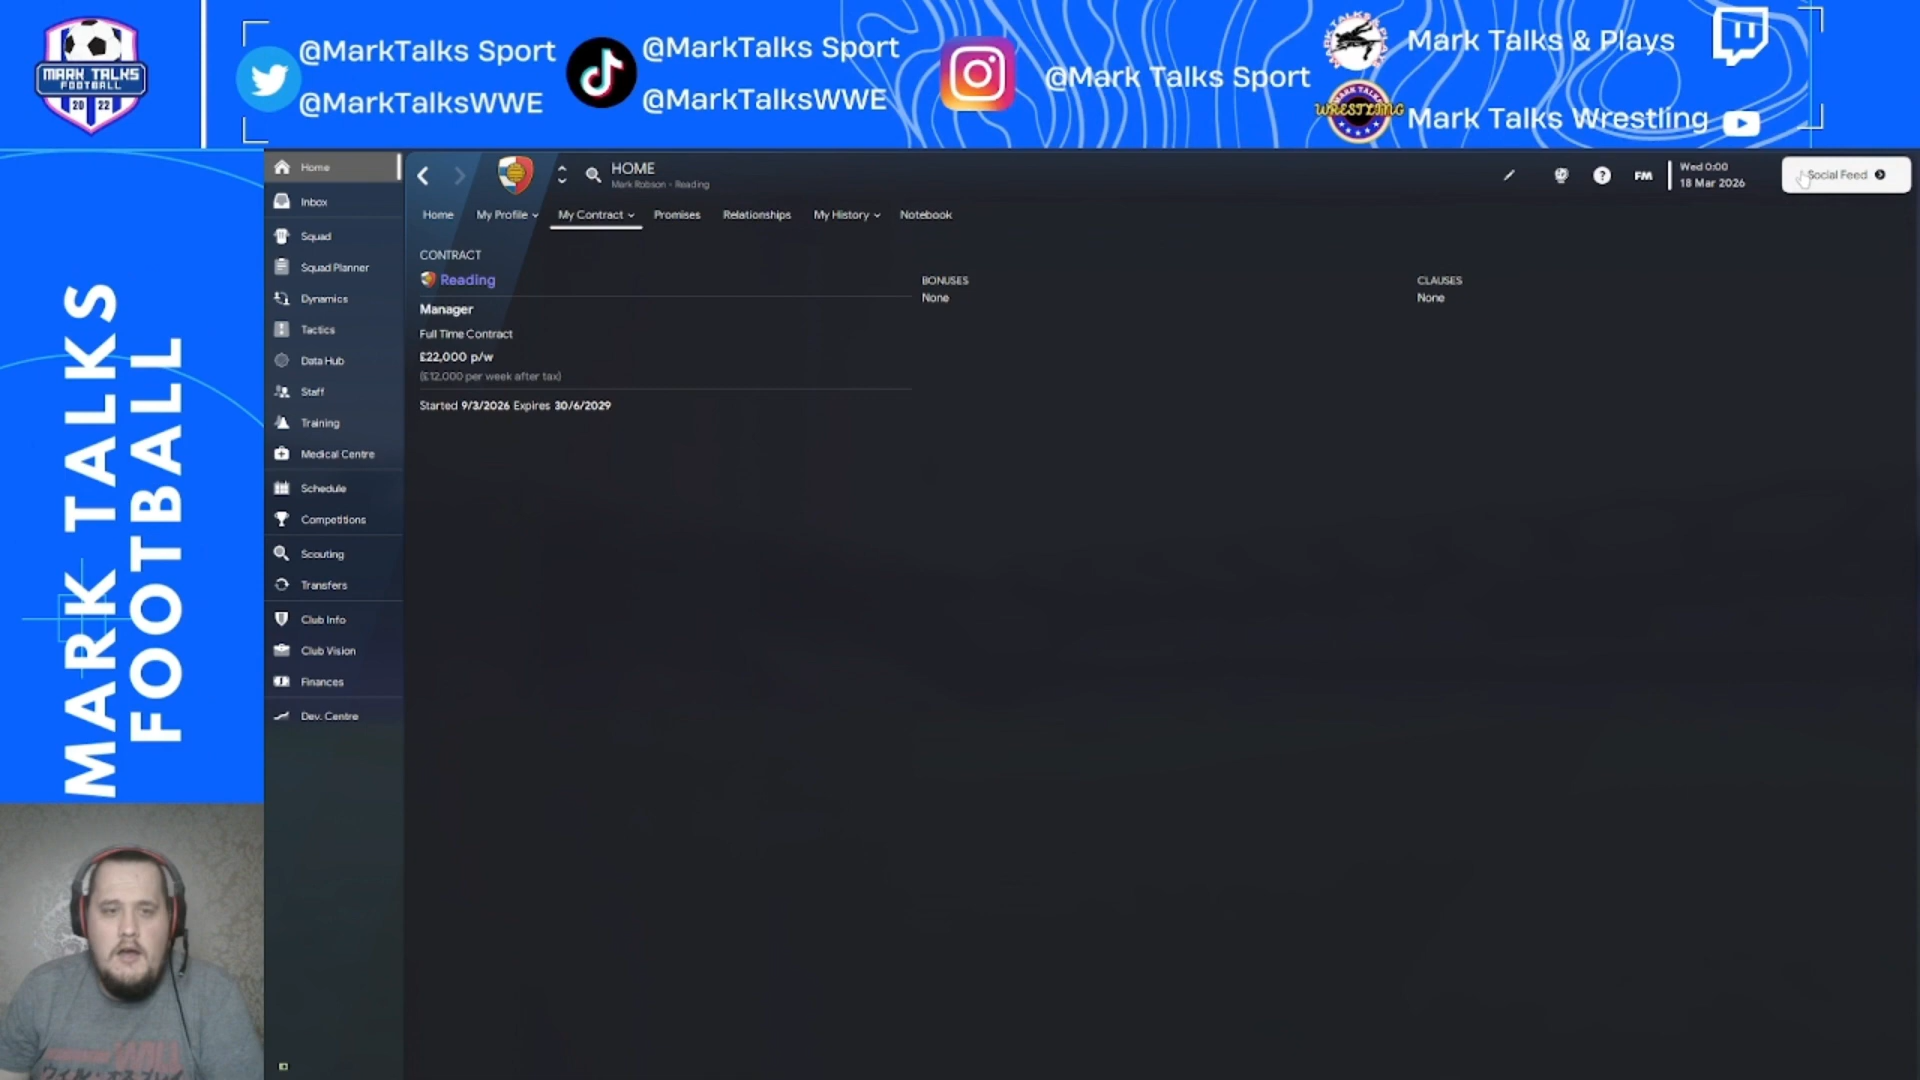 MARK TALKS
FOOTBALL
20 22
@MarkTalks Sport
@MarkTalksWWE
@MarkTalks Sport
@MarkTalksWWE
@Mark Talks Sport
Mark Talks & Plays
WRESTLING
Mark Talks Wrestling
MARK TALKS
FOOTBALL
Home
Inbox
Squad
Squad Planner
Dynamics
Tactics
Data Hub
Staff
Training
Medical Centre
Schedule
Competitions
Scouting
Transfers
Club Info
Club Vision
Finances
Dev. Centre
HOME
Mark Robson - Reading
FM
Wed 0:00
18 Mar 2026
Social Feed
Home
My Profile
My Contract
Promises
Relationships
My History
Notebook
CONTRACT
Reading
Manager
Full Time Contract
£22,000 p/w
(£12,000 per week after tax)
Started 9/3/2026 Expires 30/6/2029
BONUSES
None
CLAUSES
None